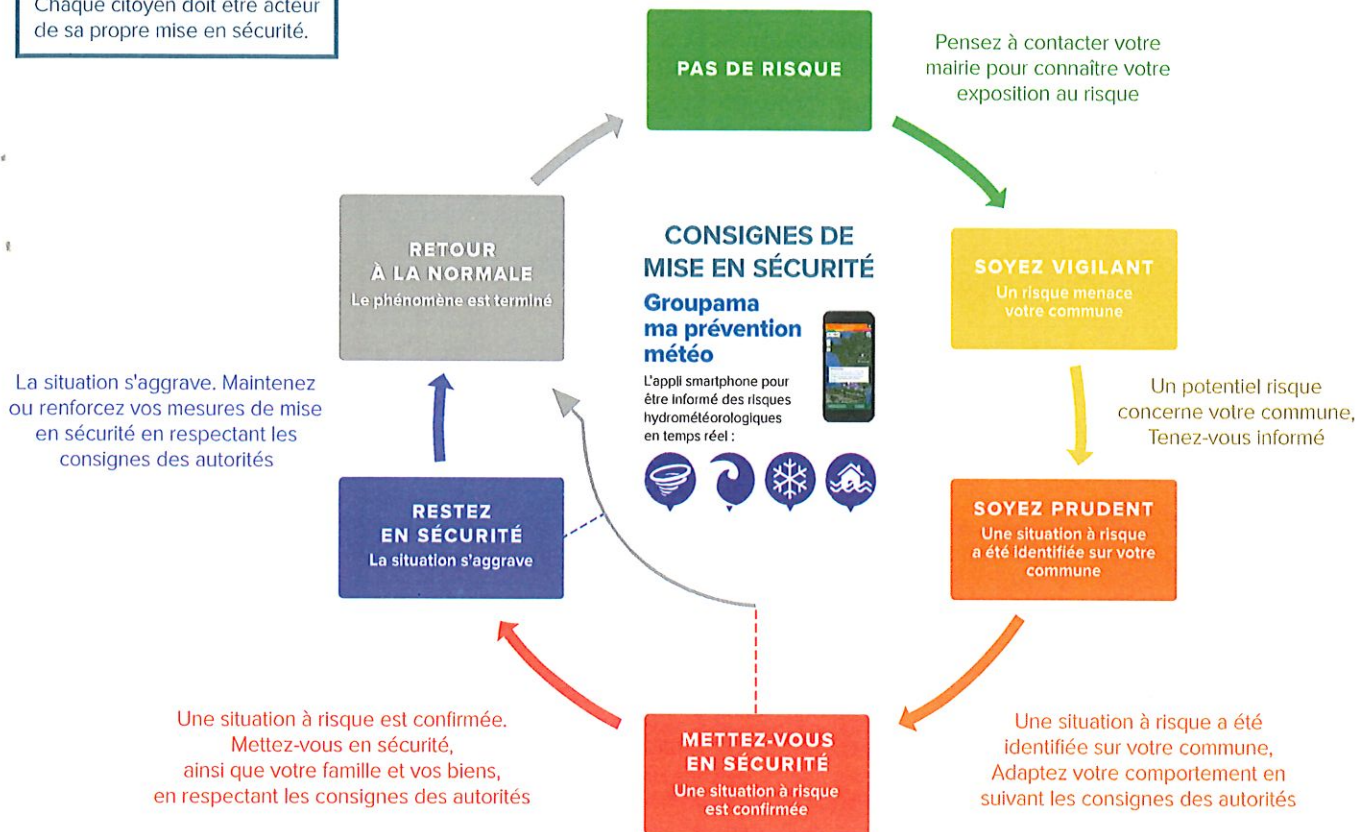 Chaque citoyen doit être acteur
de sa propre mise en sécurité.
PAS DE RISQUE
Pensez à contacter votre
mairie pour connaître votre
exposition au risque
RETOUR
À LA NORMALE
Le phénomène est terminé
CONSIGNES DE
MISE EN SÉCURITÉ
Groupama
ma prévention
météo
L'appli smartphone pour
être informé des risques
hydrométéorologiques
en temps réel :
SOYEZ VIGILANT
Un risque menace
votre commune
La situation s'aggrave. Maintenez
ou renforcez vos mesures de mise
en sécurité en respectant les
consignes des autorités
Un potentiel risque
concerne votre commune,
Tenez-vous informé
RESTEZ
EN SÉCURITÉ
La situation s'aggrave
SOYEZ PRUDENT
Une situation à risque
a été identifiée sur votre
commune
Une situation à risque est confirmée.
Mettez-vous en sécurité,
ainsi que votre famille et vos biens,
en respectant les consignes des autorités
METTEZ-VOUS
EN SÉCURITÉ
Une situation à risque
est confirmée
Une situation à risque a été
identifiée sur votre commune,
Adaptez votre comportement en
suivant les consignes des autorités